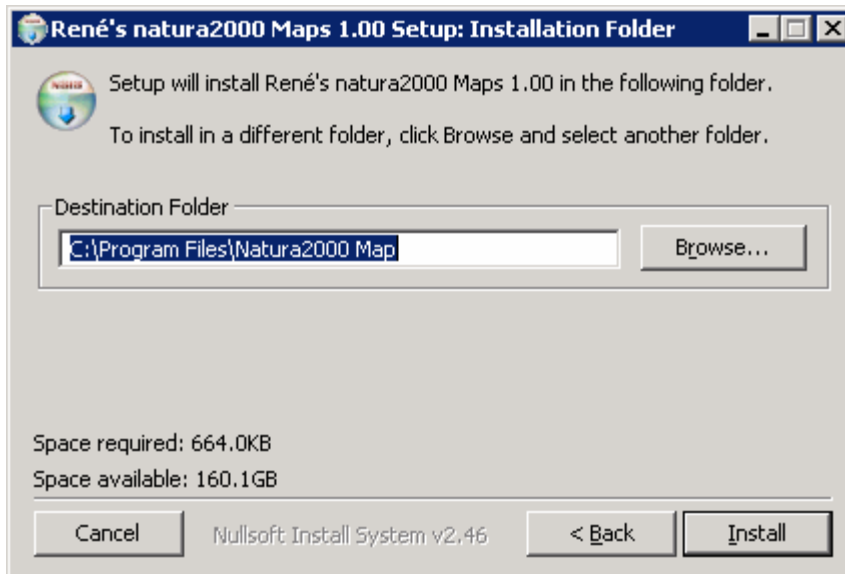 René's natura2000 Maps 1.00 Setup: Installation Folder
Setup will install René's natura2000 Maps 1.00 in the following folder.
To install in a different folder, click Browse and select another folder.
Destination Folder
C:\Program Files\Natura2000 Map
Browse...
Space required: 664.0KB
Space available: 160.1GB
Cancel
Nullsoft Install System v2.46
< Back
Install